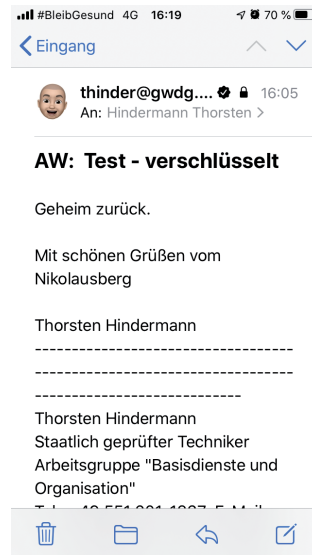 #BleibGesund 4G 16:19 70 %
Eingang
thinder@gwdg.... 16:05
An: Hindermann Thorsten >
AW: Test - verschlüsselt
Geheim zurück.
Mit schönen Grüßen vom
Nikolausberg
Thorsten Hindermann
-----------------------------------
-----------------------------------
----------------------------
Thorsten Hindermann
Staatlich geprüfter Techniker
Arbeitsgruppe "Basisdienste und
Organisation"